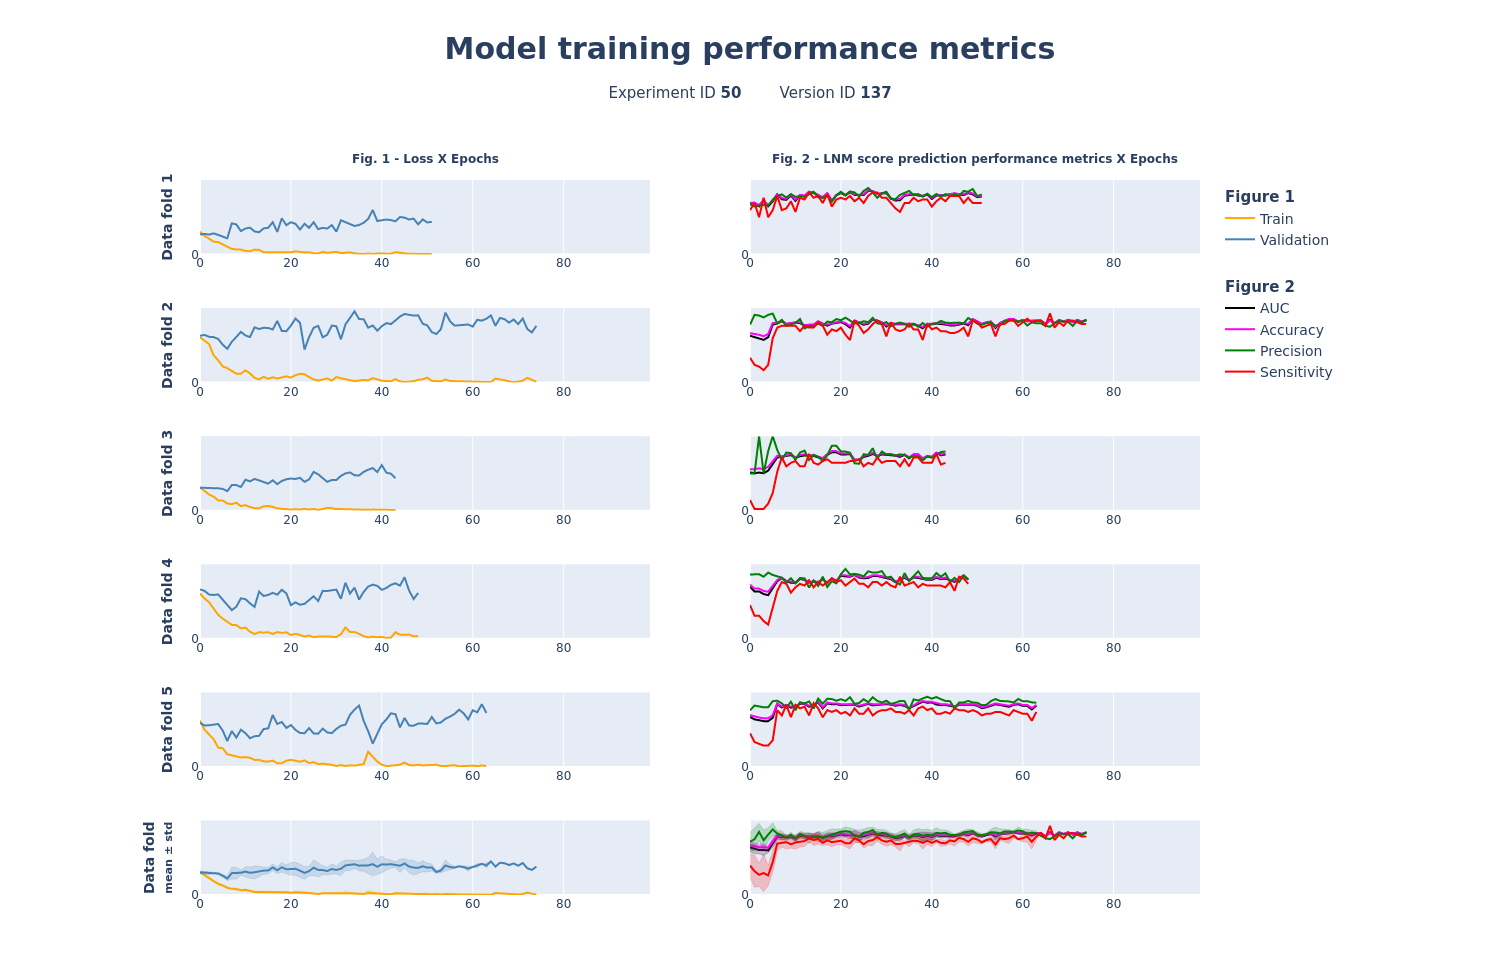 Model training performance metrics
Experiment ID 50 Version ID 137
Fig. 1 - Loss X Epochs
Fig. 2 - LNM score prediction performance metrics X Epochs
Data fold 1
0
0 20 40 60 80
0
0 20 40 60 80
Figure 1
Train
Validation
Figure 2
AUC
Accuracy
Precision
Sensitivity
Data fold 2
0
0 20 40 60 80
0
0 20 40 60 80
Data fold 3
0
0 20 40 60 80
0
0 20 40 60 80
Data fold 4
0
0 20 40 60 80
0
0 20 40 60 80
Data fold 5
0
0 20 40 60 80
0
0 20 40 60 80
Data fold
mean ± std
0
0 20 40 60 80
0
0 20 40 60 80